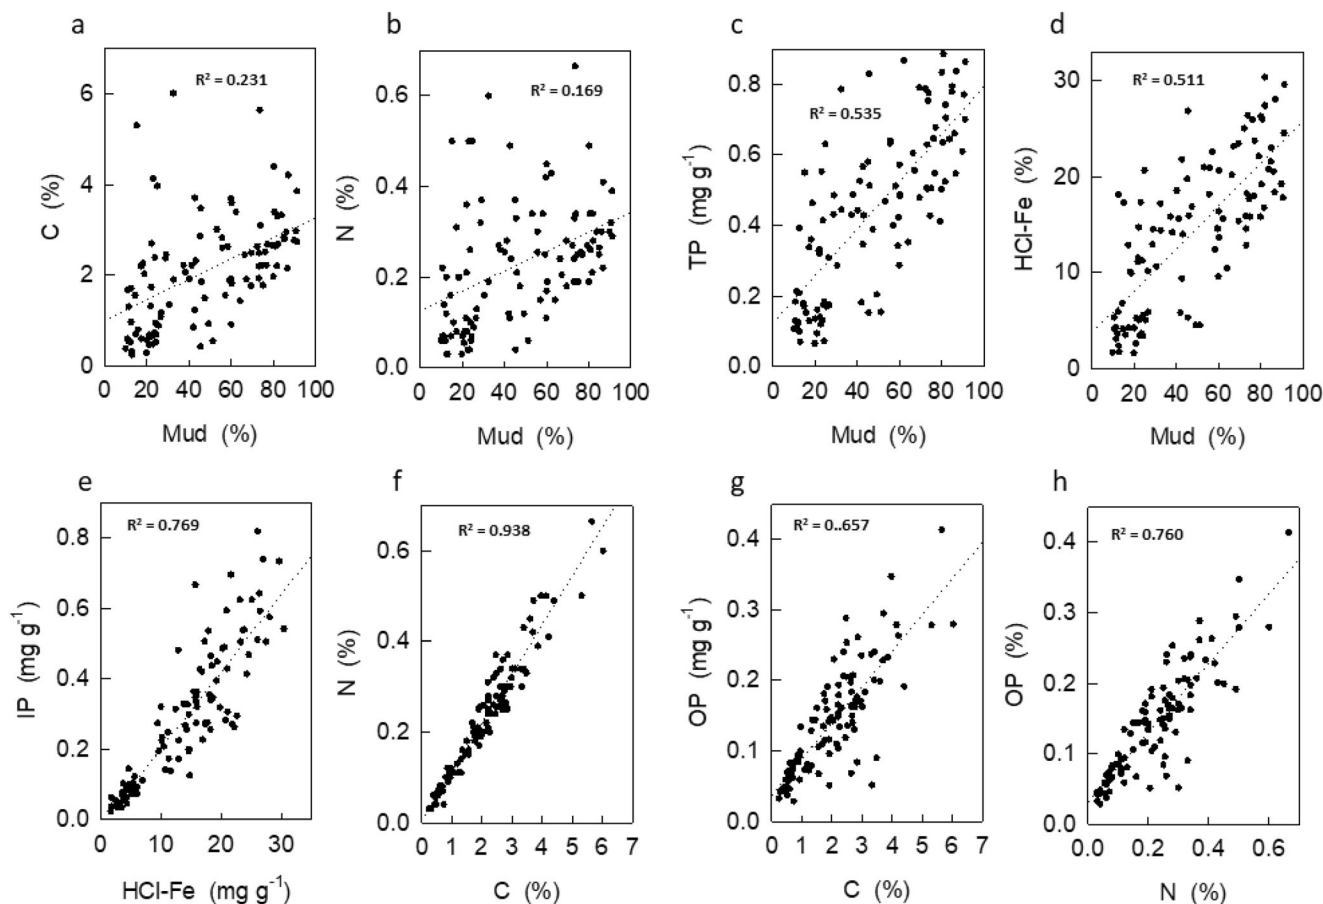 a
b
c
d
R² = 0.231
R² = 0.169
R² = 0.535
R² = 0.511
C (%)
6
4
2
0
0 20 40 60 80 100
Mud (%)
N (%)
0.6
0.4
0.2
0.0
0 20 40 60 80 100
Mud (%)
TP (mg g⁻¹)
0.8
0.6
0.4
0.2
0.0
0 20 40 60 80 100
Mud (%)
HCl-Fe (%)
30
20
10
0
0 20 40 60 80 100
Mud (%)
e
f
g
h
R² = 0.769
R² = 0.938
R² = 0..657
R² = 0.760
IP (mg g⁻¹)
0.8
0.6
0.4
0.2
0.0
0 10 20 30
HCl-Fe (mg g⁻¹)
N (%)
0.6
0.4
0.2
0.0
0 1 2 3 4 5 6 7
C (%)
OP (mg g⁻¹)
0.4
0.3
0.2
0.1
0.0
0 1 2 3 4 5 6 7
C (%)
OP (%)
0.4
0.3
0.2
0.1
0.0
0.0 0.2 0.4 0.6
N (%)